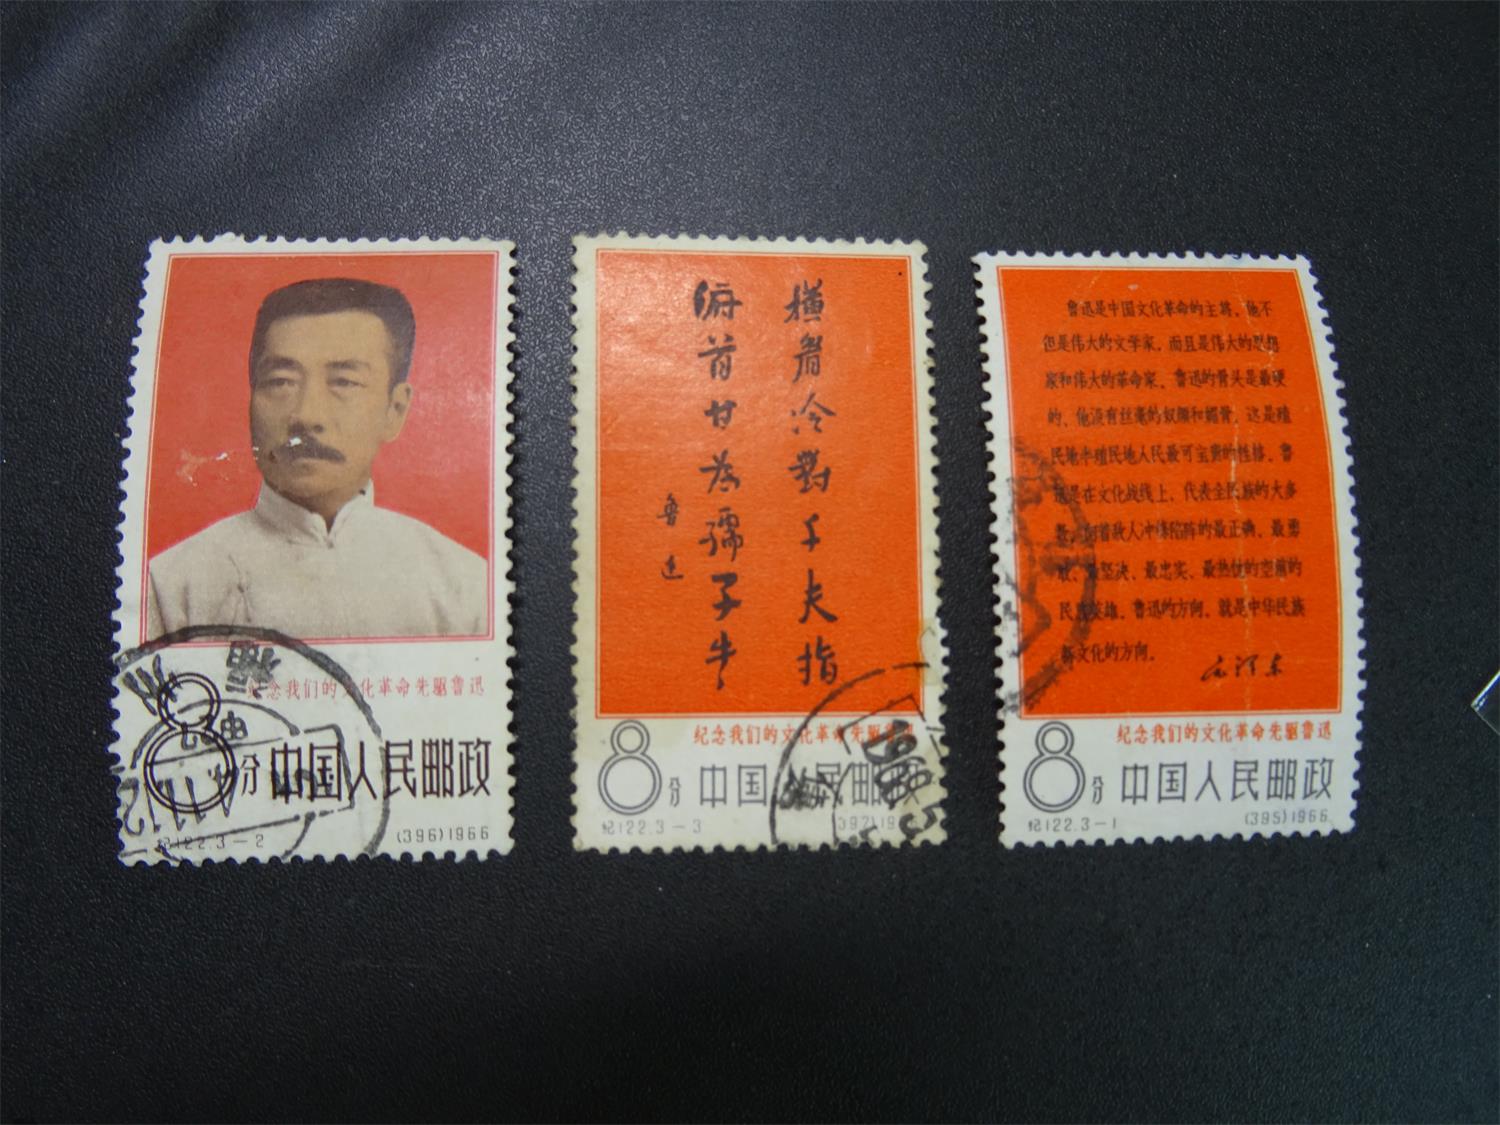 纪念我们的文化革命先驱鲁迅
8分 中国人民邮政
纪122.3-2 (396)1966
横眉冷對千夫指
俯首甘為孺子牛
鲁迅
纪念我们的文化革命先驱鲁迅
8分 中国人民邮政
纪122.3-3 (397)1966
鲁迅是中国文化革命的主将，他不
但是伟大的文学家，而且是伟大的思想
家和伟大的革命家。鲁迅的骨头是最硬
的，他没有丝毫的奴颜和媚骨，这是殖
民地半殖民地人民最可宝贵的性格。鲁
迅是在文化战线上，代表全民族的大多
数，向着敌人冲锋陷阵的最正确、最勇
敢、最坚决、最忠实、最热忱的空前的
民族英雄。鲁迅的方向，就是中华民族
新文化的方向。
毛泽东
纪念我们的文化革命先驱鲁迅
8分 中国人民邮政
纪122.3-1 (395)1966